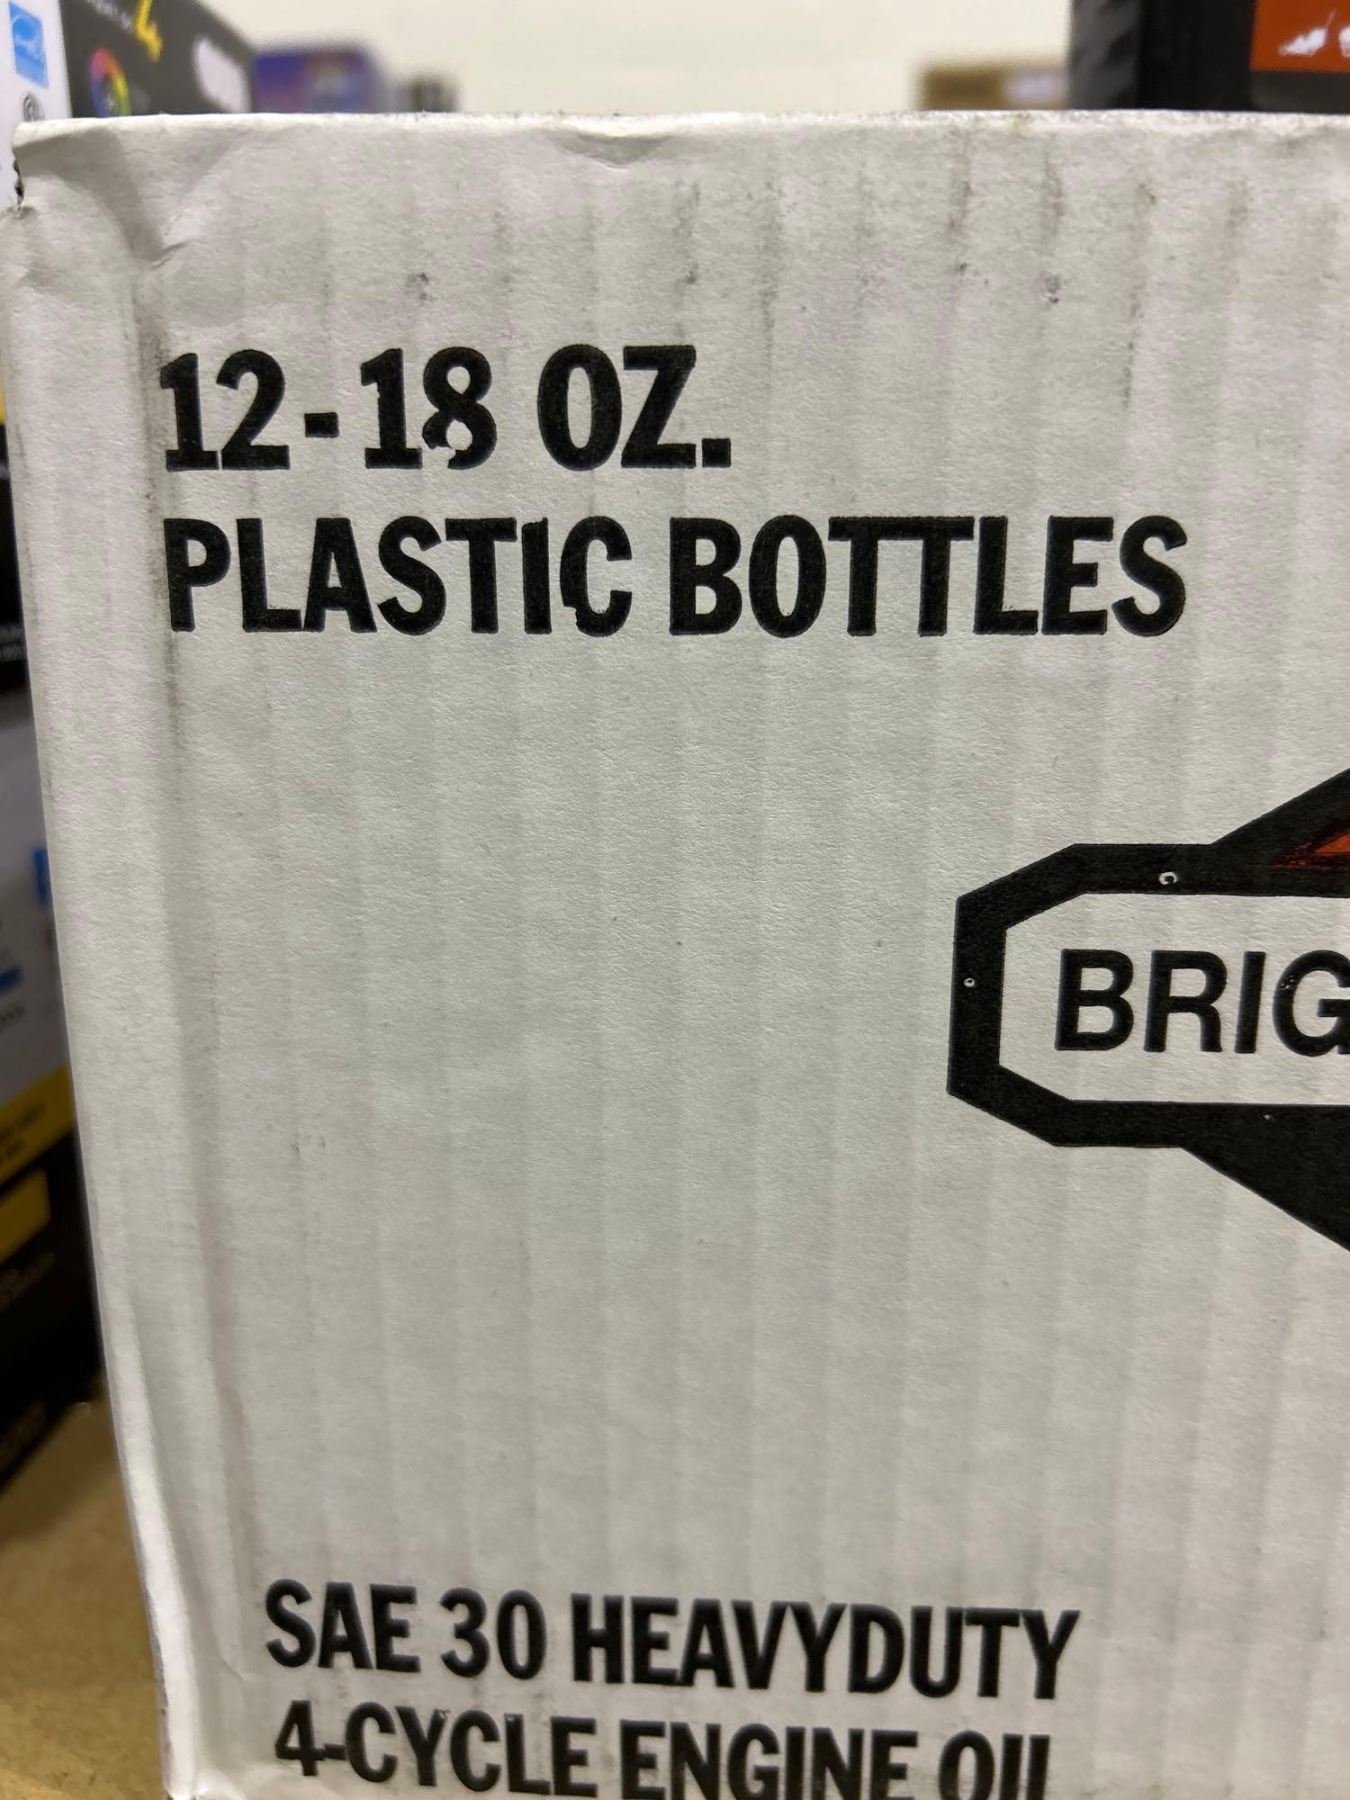 12-18 OZ.
PLASTIC BOTTLES
BRIG
SAE 30 HEAVYDUTY
4-CYCLE ENGINE OIL